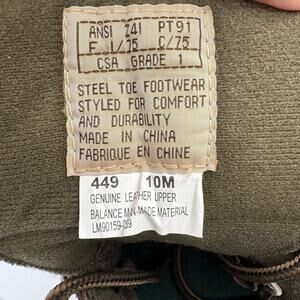 ANSI Z41 PT91
F I/75 C/75
CSA GRADE 1
STEEL TOE FOOTWEAR
STYLED FOR COMFORT
AND DURABILITY
MADE IN CHINA
FABRIQUE EN CHINE
449 10M
GENUINE LEATHER UPPER
BALANCE MAN-MADE MATERIAL
LM90159-09